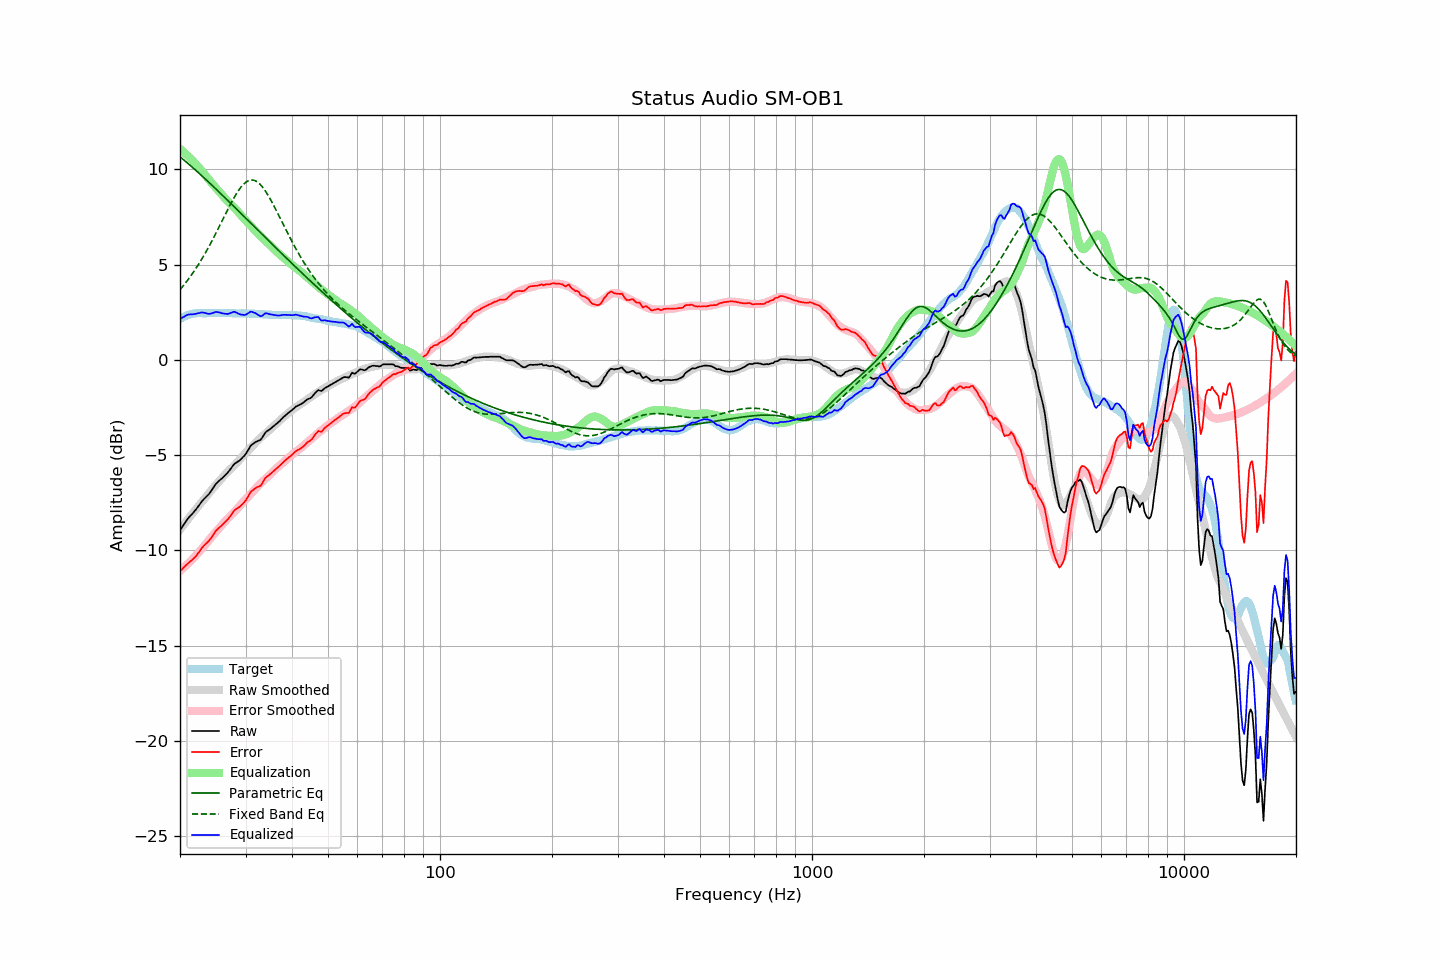 Status Audio SM-OB1
10
5
0
−5
−10
−15
−20
−25
Amplitude (dBr)
Target
Raw Smoothed
Error Smoothed
Raw
Error
Equalization
Parametric Eq
Fixed Band Eq
Equalized
100
1000
10000
Frequency (Hz)